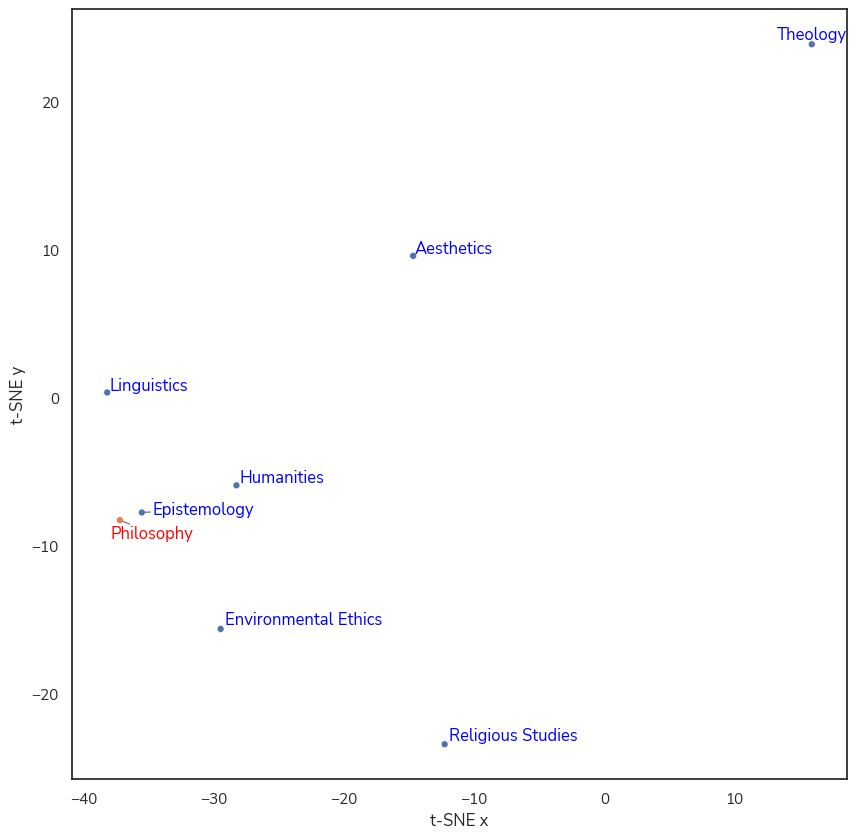 Theology
20
Aesthetics
10
Linguistics
0
t-SNE y
Humanities
Epistemology
Philosophy
−10
Environmental Ethics
−20
Religious Studies
−40 −30 −20 −10 0 10
t-SNE x